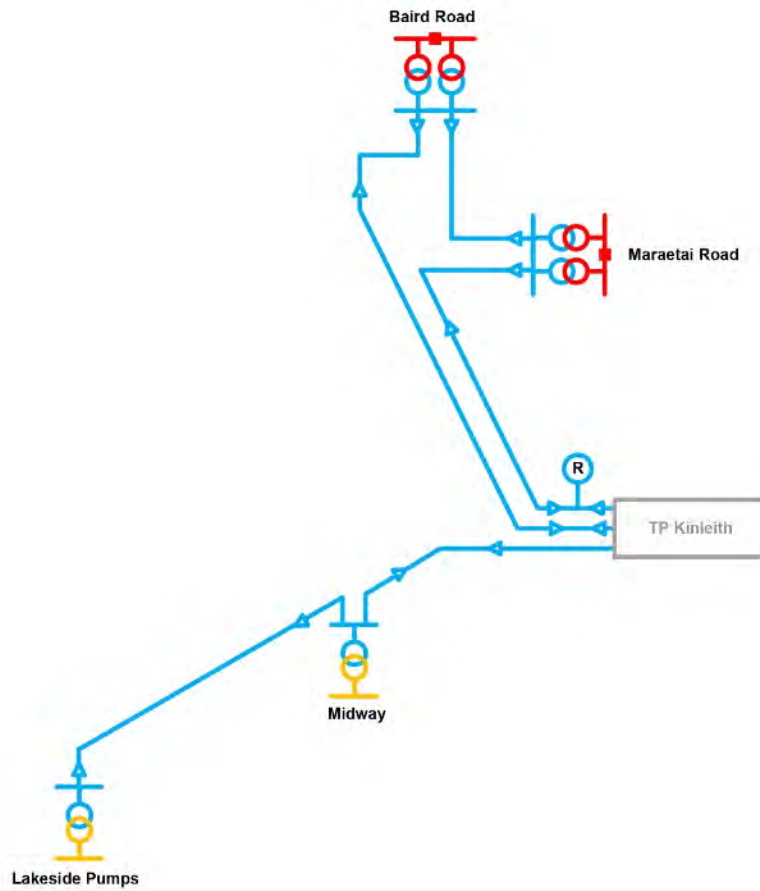 Baird Road
Maraetai Road
R
TP Kinleith
Midway
Lakeside Pumps